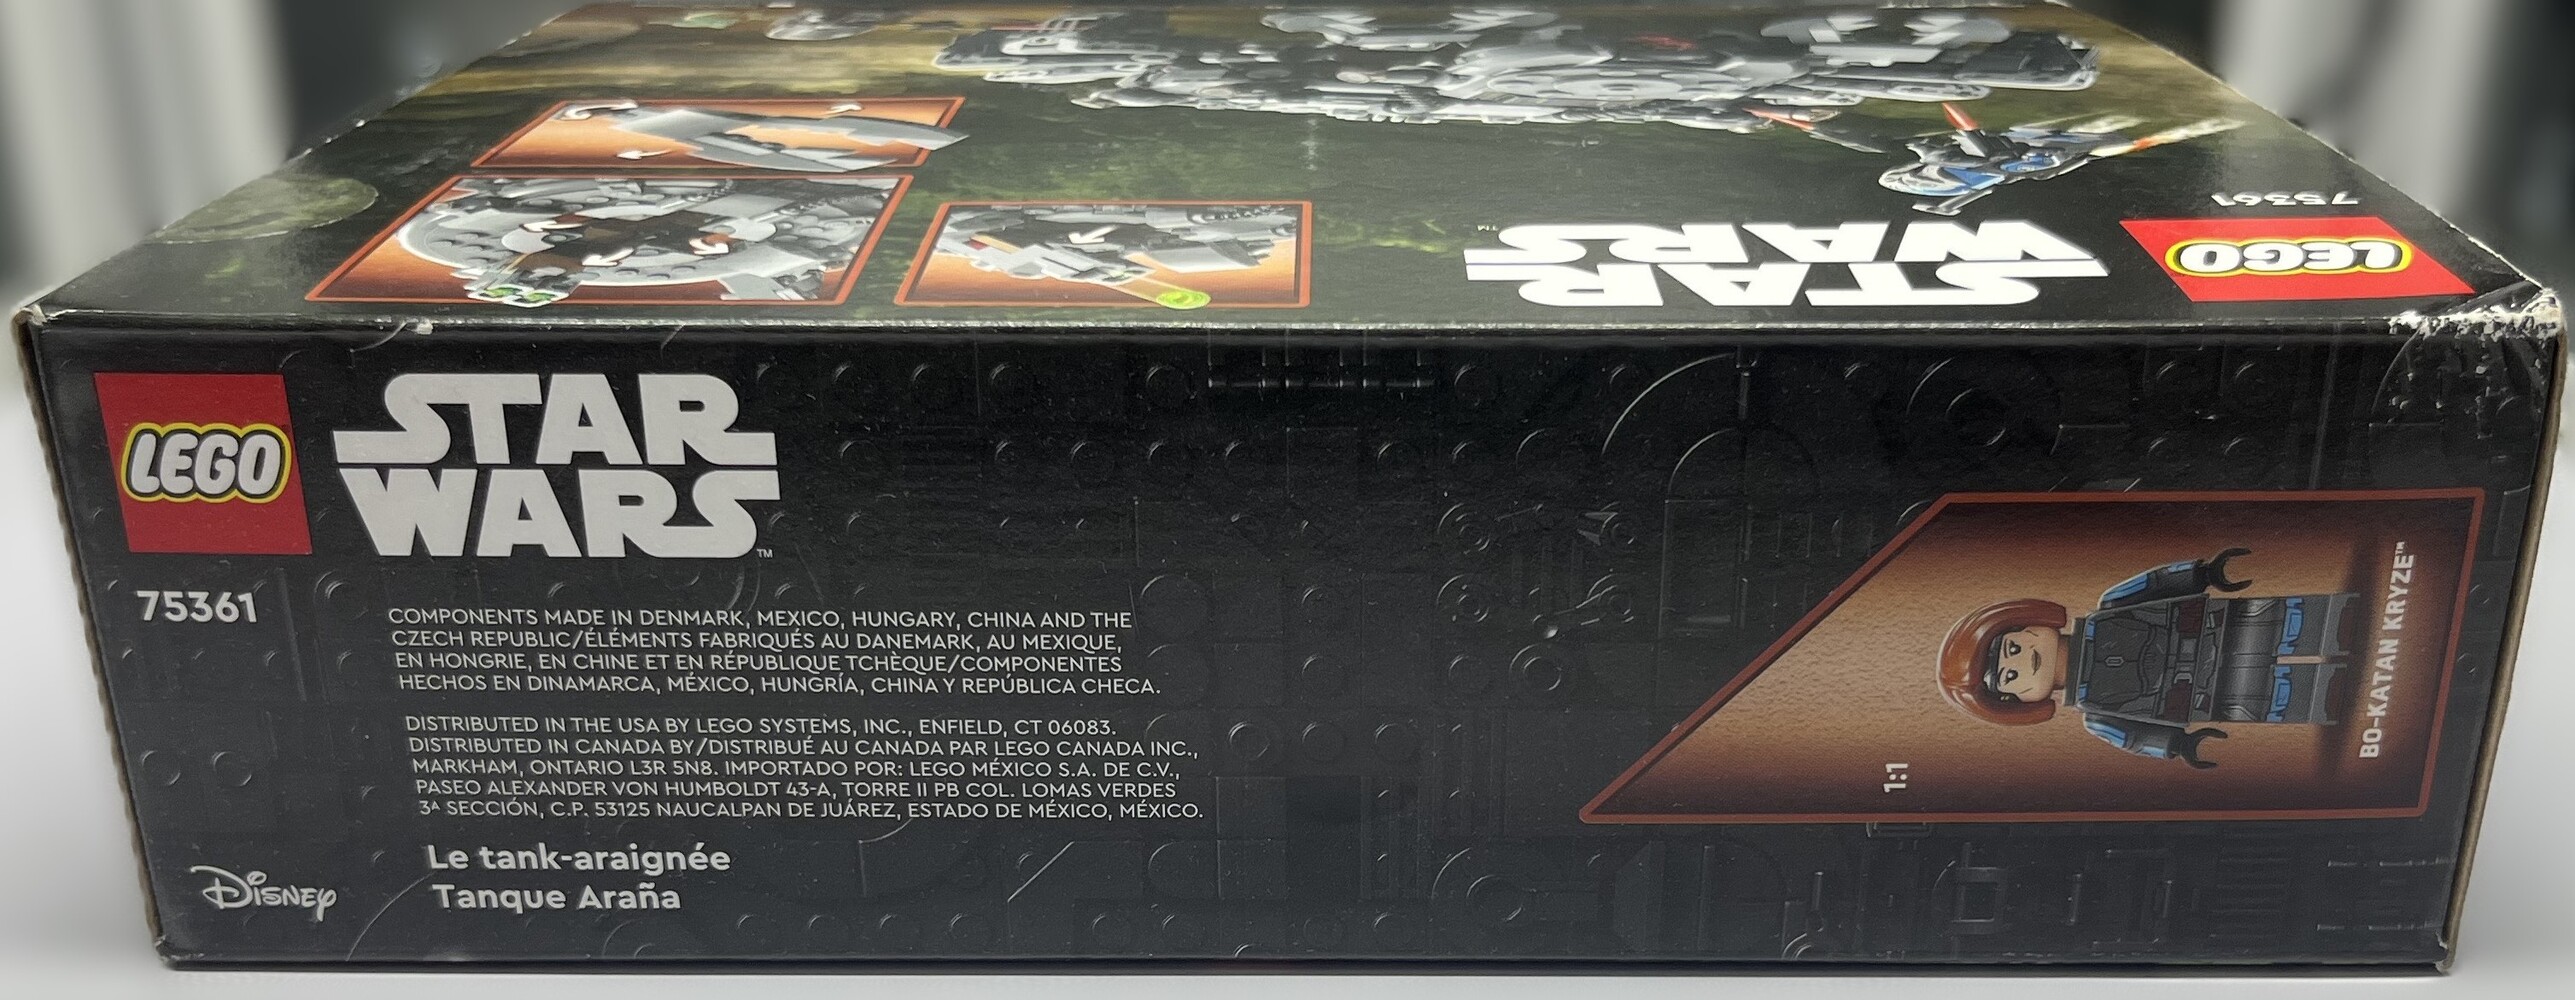 75361
LEGO
STAR
WARS
™
LEGO
STAR
WARS
™
75361
COMPONENTS MADE IN DENMARK, MEXICO, HUNGARY, CHINA AND THE
CZECH REPUBLIC/ÉLÉMENTS FABRIQUÉS AU DANEMARK, AU MEXIQUE,
EN HONGRIE, EN CHINE ET EN RÉPUBLIQUE TCHÈQUE/COMPONENTES
HECHOS EN DINAMARCA, MÉXICO, HUNGRÍA, CHINA Y REPÚBLICA CHECA.
DISTRIBUTED IN THE USA BY LEGO SYSTEMS, INC., ENFIELD, CT 06083.
DISTRIBUTED IN CANADA BY/DISTRIBUÉ AU CANADA PAR LEGO CANADA INC.,
MARKHAM, ONTARIO L3R 5N8. IMPORTADO POR: LEGO MÉXICO S.A. DE C.V.,
PASEO ALEXANDER VON HUMBOLDT 43-A, TORRE II PB COL. LOMAS VERDES
3ᴬ SECCIÓN, C.P. 53125 NAUCALPAN DE JUÁREZ, ESTADO DE MÉXICO, MÉXICO.
Disney
Le tank-araignée
Tanque Araña
1:1
BO-KATAN KRYZE™